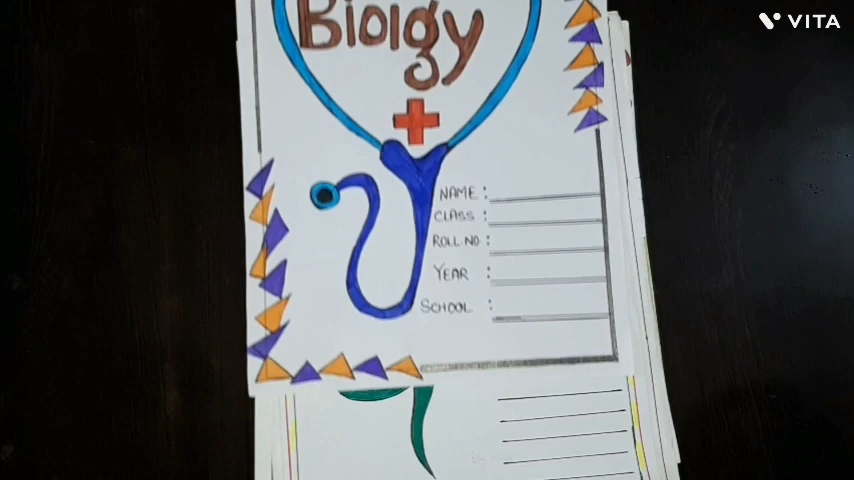 VITA
Biolgy
NAME :
CLASS :
ROLL.NO :
YEAR :
SCHOOL :